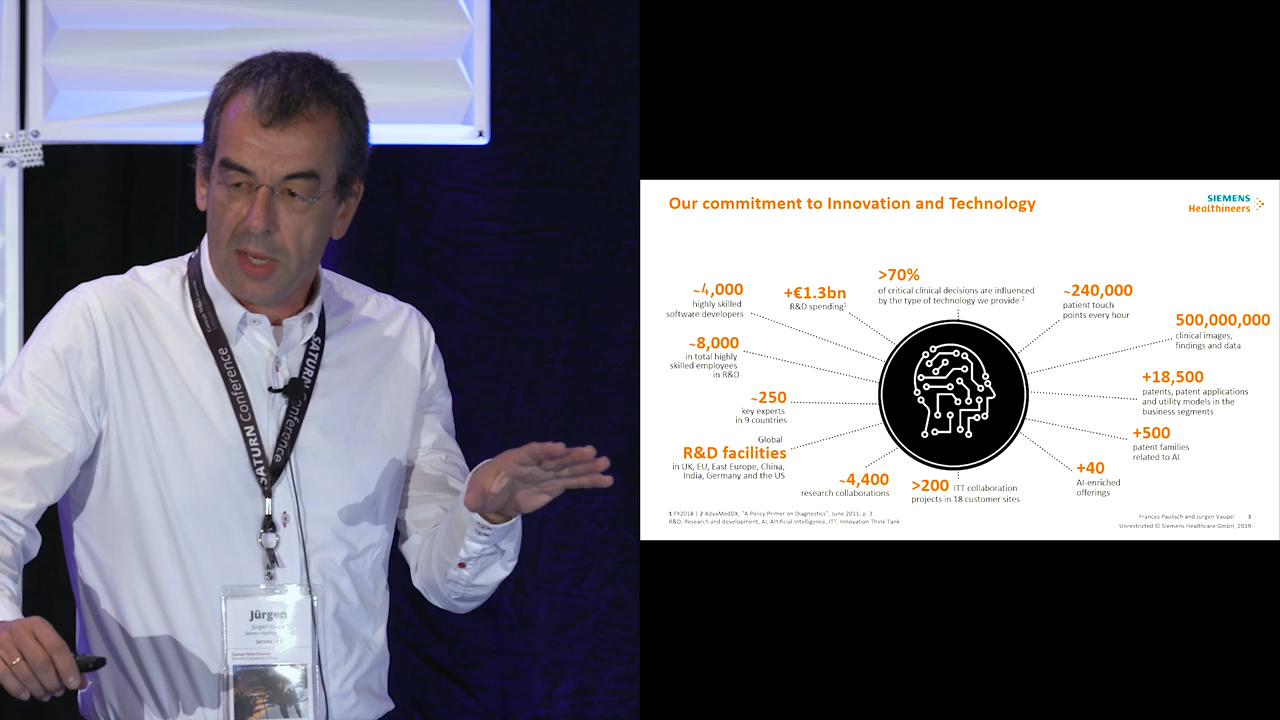 SATURN Conference
SATURN Conference
Jürgen
Jürgen
Our commitment to Innovation and Technology
SIEMENS
Healthineers
~4,000
highly skilled
software developers
+€1.3bn
R&D spending¹
>70%
of critical clinical decisions are influenced
by the type of technology we provide ²
~240,000
patient touch
points every hour
500,000,000
clinical images,
findings and data
~8,000
in total highly
skilled employees
in R&D
+18,500
patents, patent applications
and utility models in the
business segments
~250
key experts
in 9 countries
+500
patent families
related to AI
Global
R&D facilities
in UK, EU, East Europe, China,
India, Germany and the US
+40
AI-enriched
offerings
~4,400
research collaborations
>200 ITT collaboration
projects in 18 customer sites
1 FY2018 | 2 AdvaMedDX, "A Policy Primer on Diagnostics", June 2011, p. 3
R&D, Research and development, AI, Artificial Intelligence, ITT, Innovation Think Tank
Frances Paulisch and Jürgen Vaupel 3
Unrestricted © Siemens Healthcare GmbH, 2019